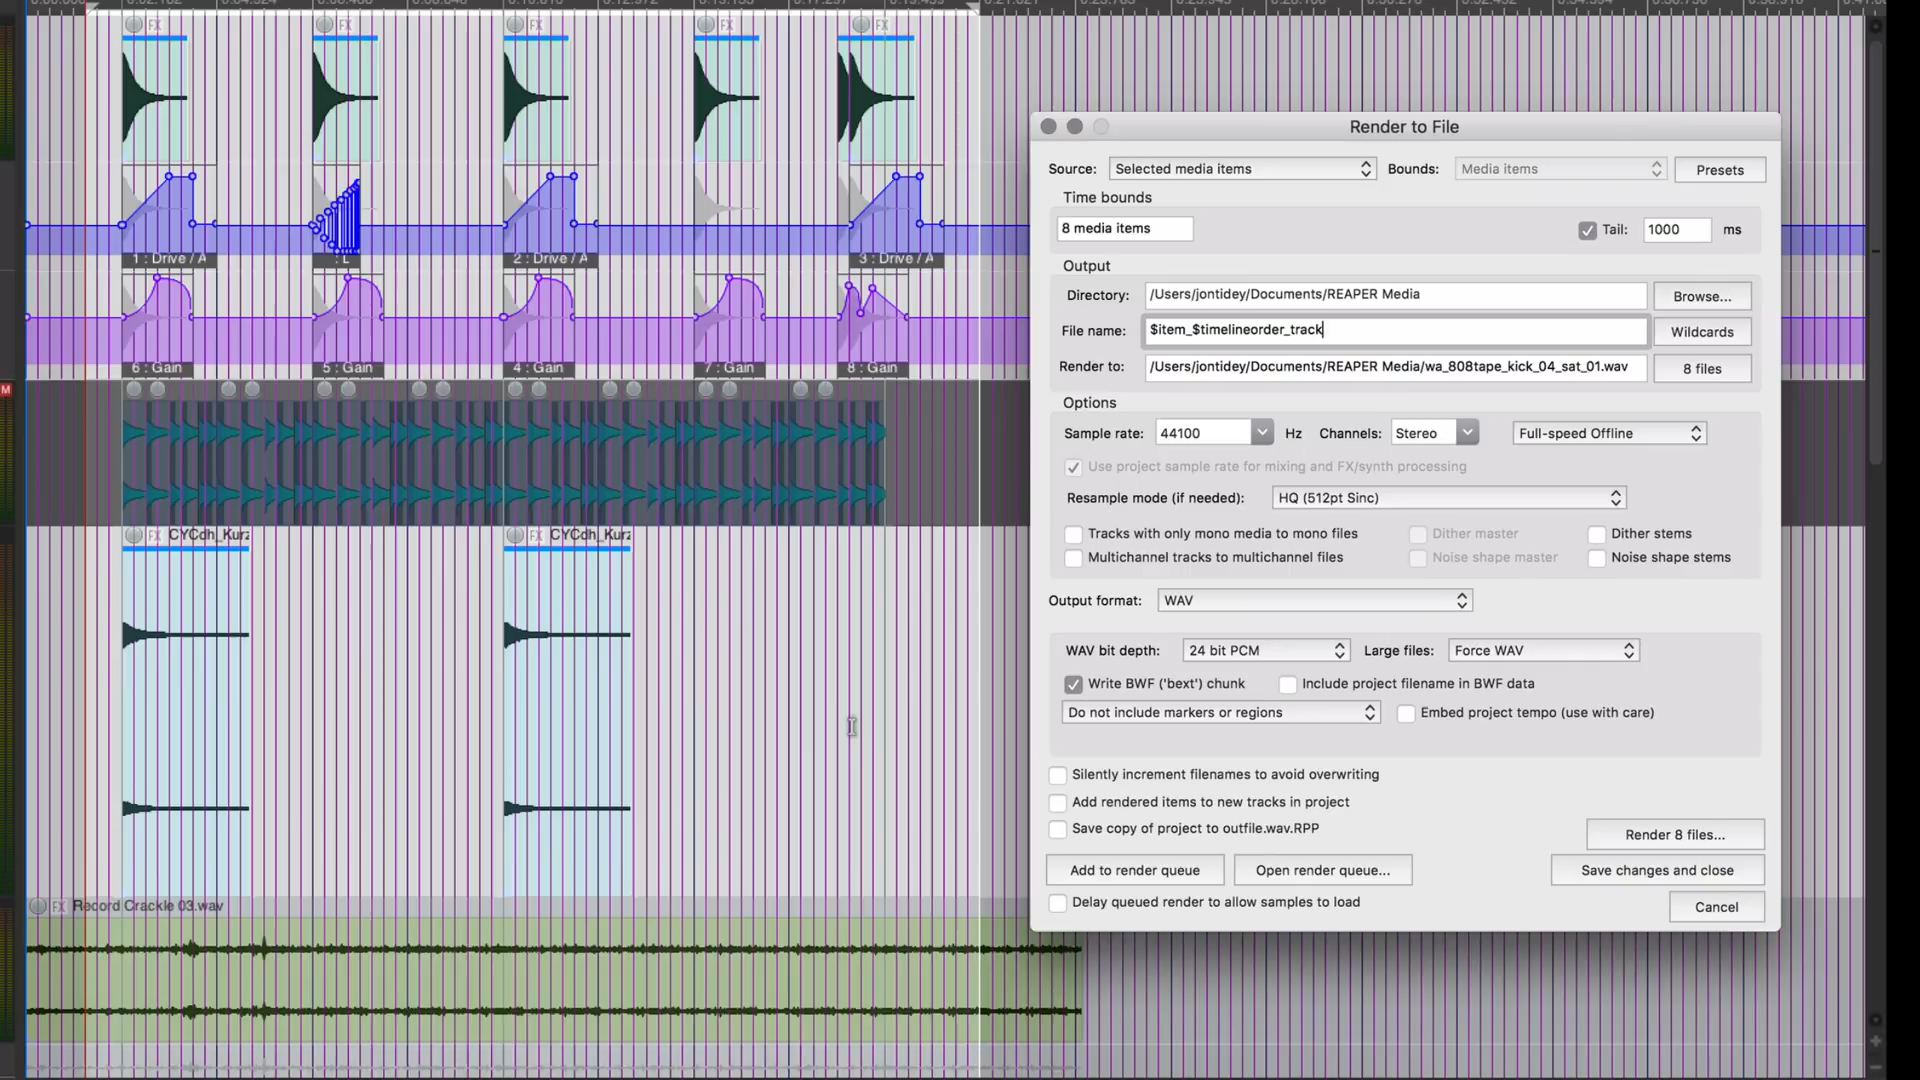 FX FX FX FX FX
1 : Drive / A : L 2 : Drive / A 3 : Drive / A
6 : Gain 5 : Gain 4 : Gain 7 : Gain 8 : Gain
M
FX CYCdh_Kurz FX CYCdh_Kurz
FX Record Crackle 03.wav
Render to File
Source: Selected media items Bounds: Media items Presets
Time bounds
8 media items Tail: 1000 ms
Output
Directory: /Users/jontidey/Documents/REAPER Media Browse...
File name: $item_$timelineorder_track Wildcards
Render to: /Users/jontidey/Documents/REAPER Media/wa_808tape_kick_04_sat_01.wav 8 files
Options
Sample rate: 44100 Hz Channels: Stereo Full-speed Offline
Use project sample rate for mixing and FX/synth processing
Resample mode (if needed): HQ (512pt Sinc)
Tracks with only mono media to mono files Dither master Dither stems
Multichannel tracks to multichannel files Noise shape master Noise shape stems
Output format: WAV
WAV bit depth: 24 bit PCM Large files: Force WAV
Write BWF ('bext') chunk Include project filename in BWF data
Do not include markers or regions Embed project tempo (use with care)
Silently increment filenames to avoid overwriting
Add rendered items to new tracks in project
Save copy of project to outfile.wav.RPP
Render 8 files...
Add to render queue Open render queue... Save changes and close
Delay queued render to allow samples to load
Cancel